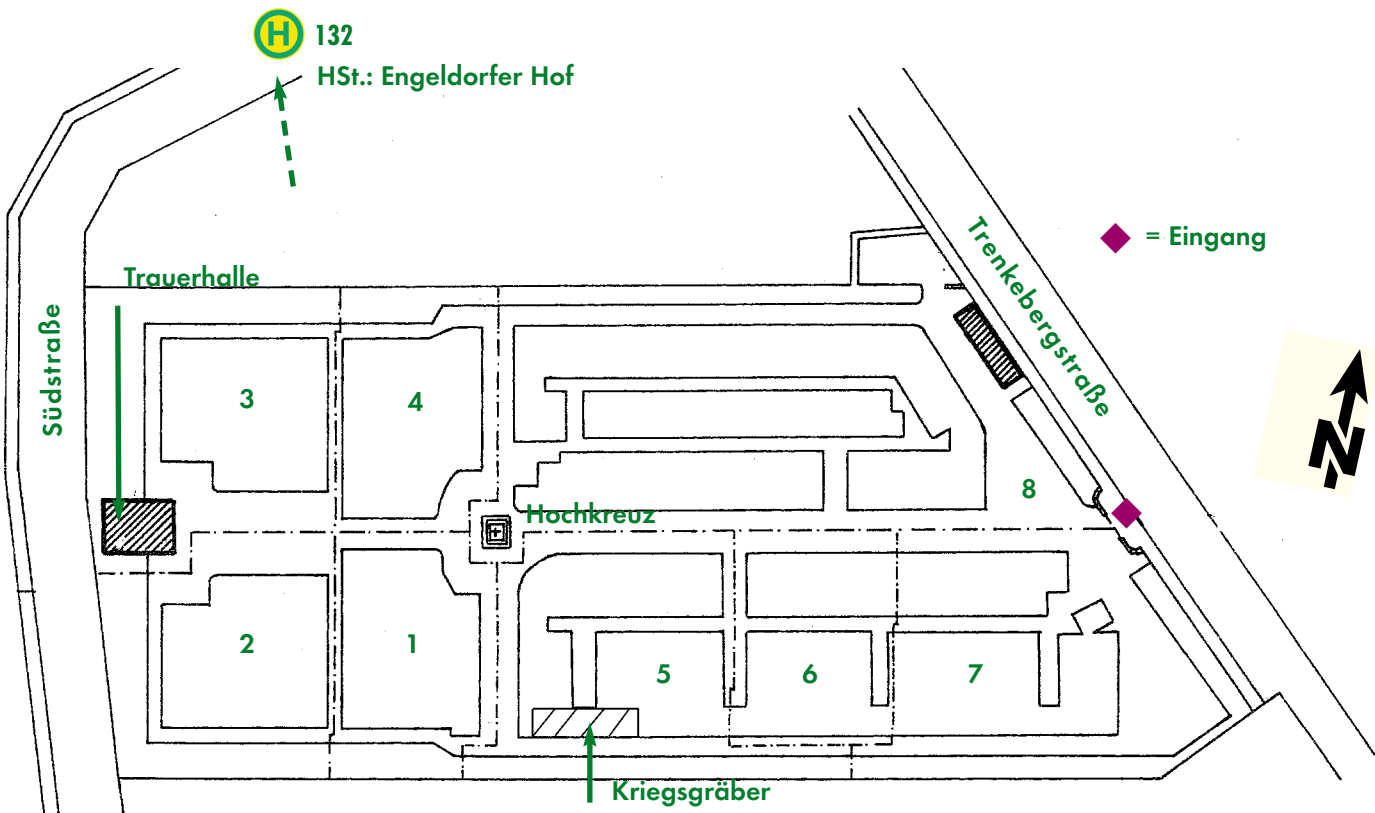 H 132
HSt.: Engeldorfer Hof
Trenkebergstraße
= Eingang
Trauerhalle
Südstraße
3
4
N
8
Hochkreuz
2
1
5
6
7
Kriegsgräber